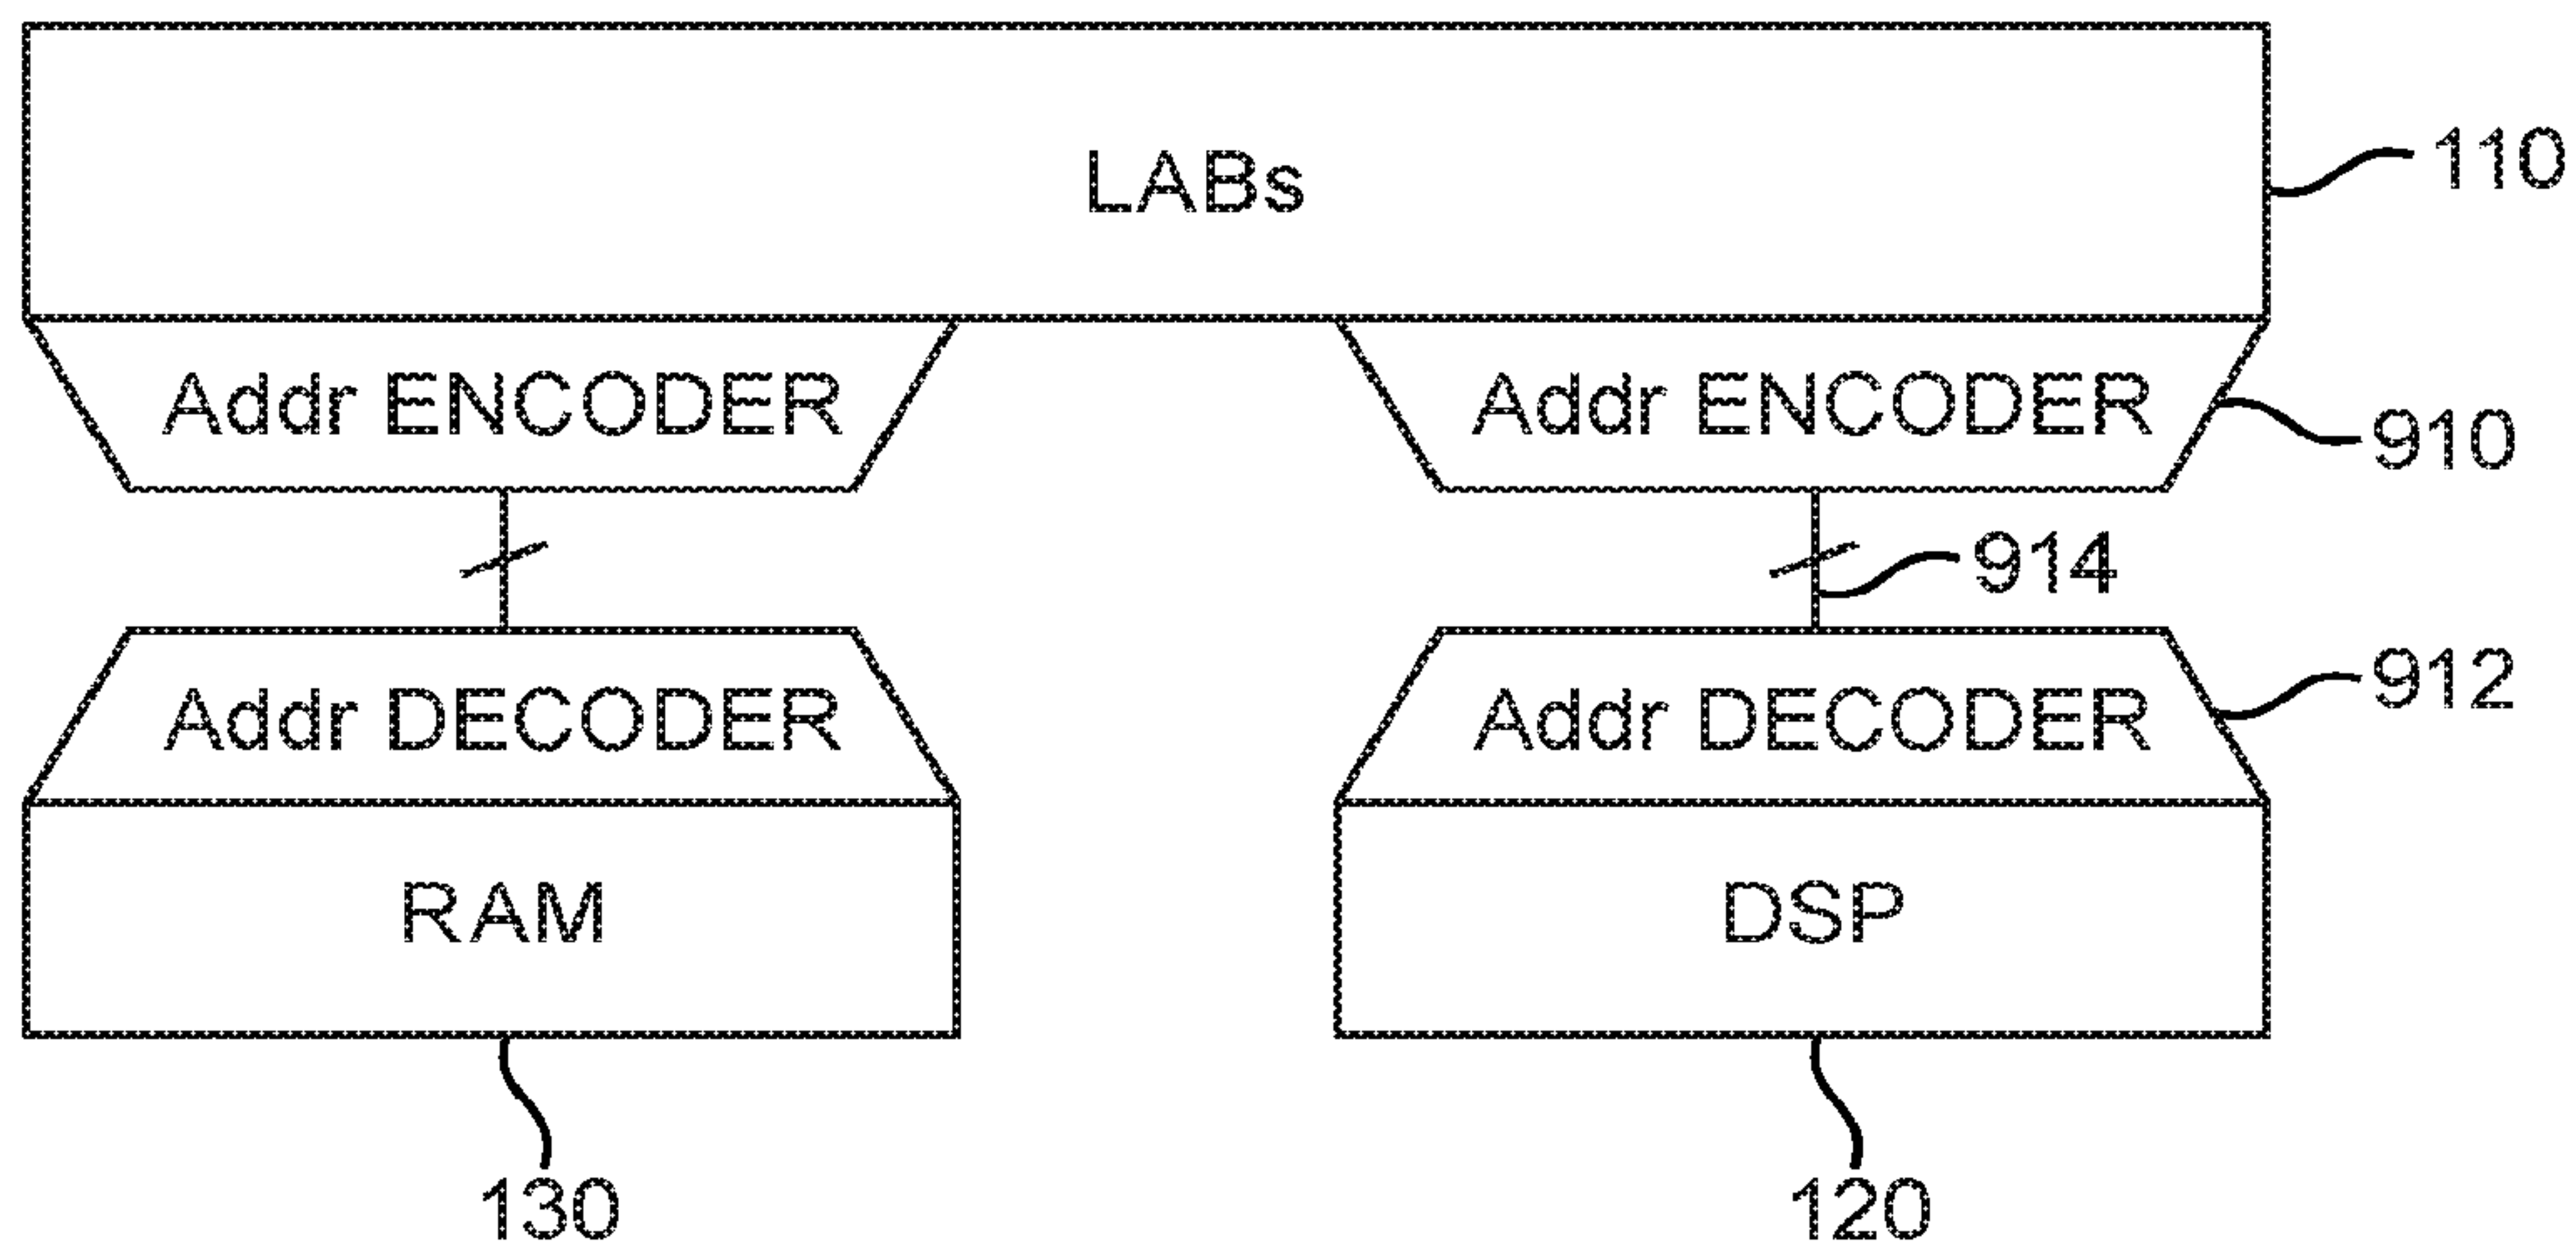 LABs
110
Addr ENCODER
Addr ENCODER
910
914
Addr DECODER
Addr DECODER
912
RAM
DSP
130
120